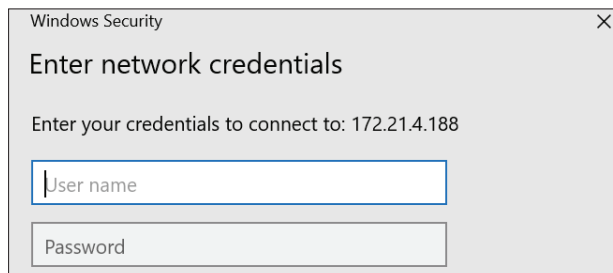 Windows Security
Enter network credentials
Enter your credentials to connect to: 172.21.4.188
User name
Password